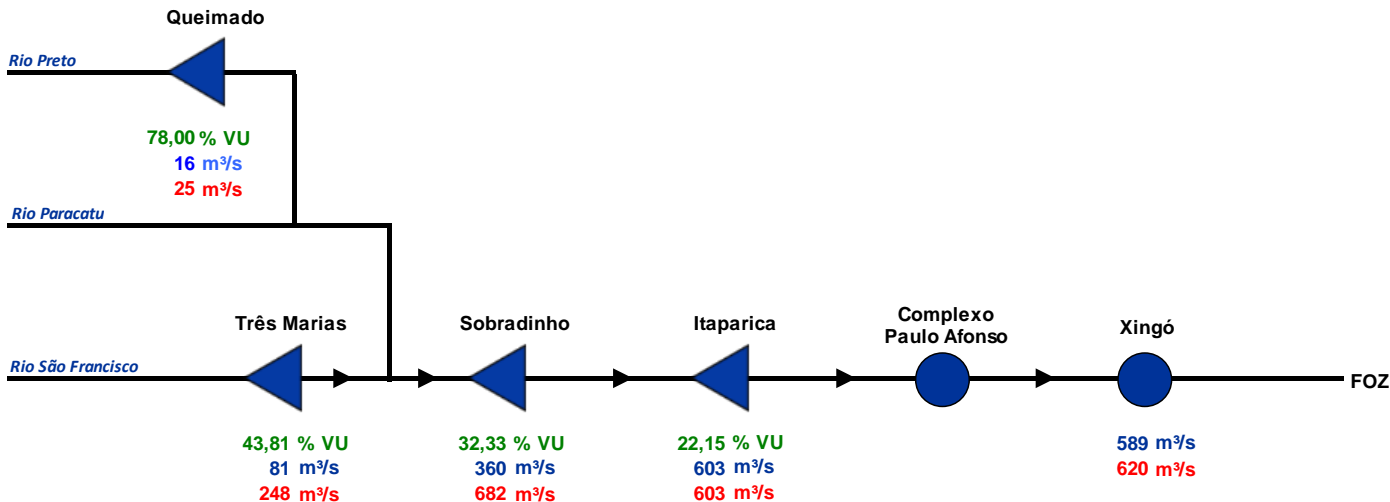 Queimado
Rio Preto
78,00 % VU
16 m³/s
25 m³/s
Rio Paracatu
Três Marias
Sobradinho
Itaparica
Complexo
Paulo Afonso
Xingó
Rio São Francisco
FOZ
43,81 % VU
81 m³/s
248 m³/s
32,33 % VU
360 m³/s
682 m³/s
22,15 % VU
603 m³/s
603 m³/s
589 m³/s
620 m³/s